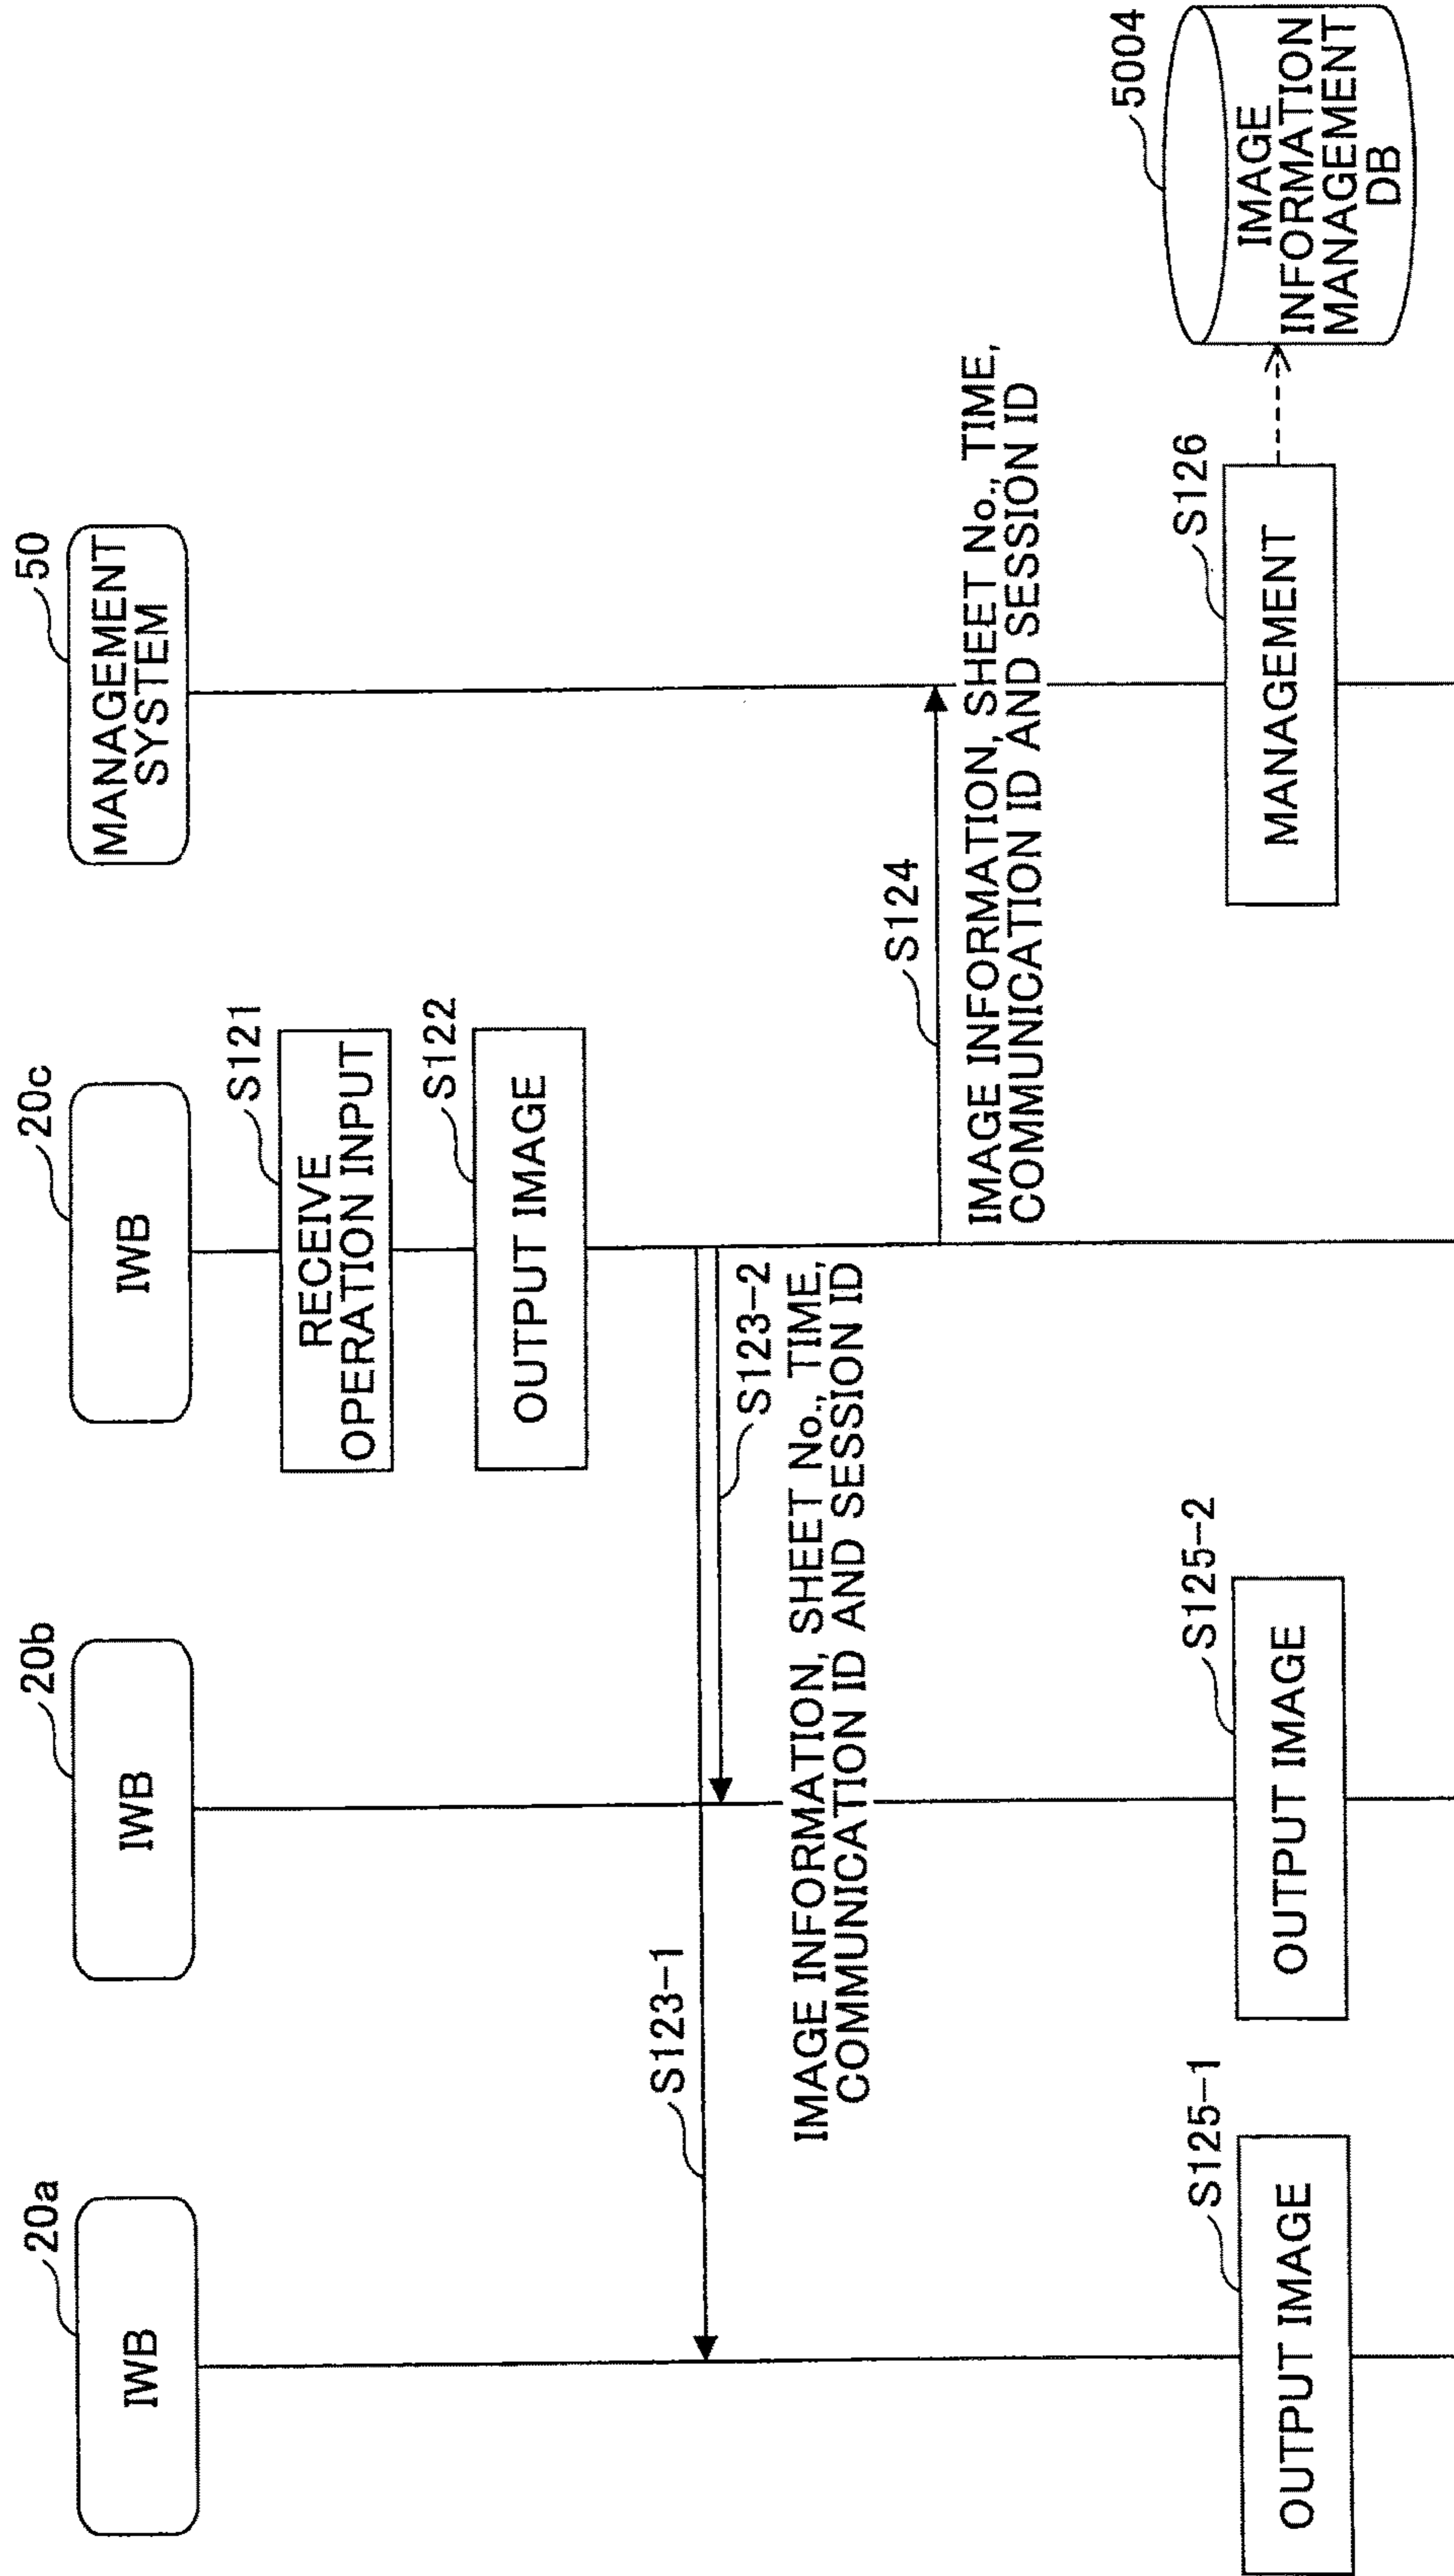 20a
IWB
20b
IWB
20c
IWB
50
MANAGEMENT
SYSTEM
S121
RECEIVE
OPERATION INPUT
S122
OUTPUT IMAGE
S123-1
S123-2
IMAGE INFORMATION, SHEET No., TIME,
COMMUNICATION ID AND SESSION ID
S124
IMAGE INFORMATION, SHEET No., TIME,
COMMUNICATION ID AND SESSION ID
S125-1
OUTPUT IMAGE
S125-2
OUTPUT IMAGE
S126
MANAGEMENT
5004
IMAGE
INFORMATION
MANAGEMENT
DB